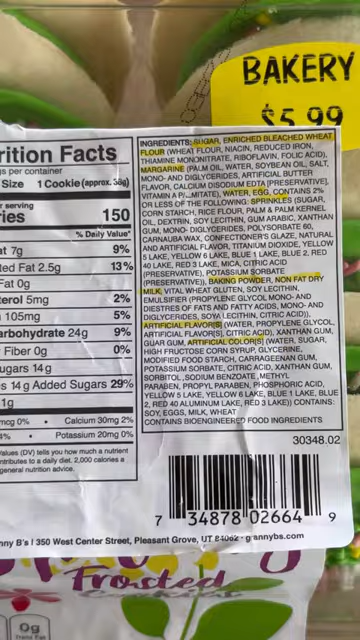 BAKERY
$5.99
rition Facts
gs per container
Size 1 Cookie (approx. 38g)
r serving
ries 150
% Daily Value*
at 7g 9%
ted Fat 2.5g 13%
Fat 0g
terol 5mg 2%
105mg 5%
arbohydrate 24g 9%
Fiber 0g 0%
ugars 14g
s 14g Added Sugars 29%
1g
mcg 0% • Calcium 30mg 2%
4% • Potassium 20mg 0%
Values (DV) tells you how much a nutrient
ntributes to a daily diet. 2,000 calories a
general nutrition advice.
INGREDIENTS: SUGAR, ENRICHED BLEACHED WHEAT
FLOUR (WHEAT FLOUR, NIACIN, REDUCED IRON,
THIAMINE MONONITRATE, RIBOFLAVIN, FOLIC ACID),
MARGARINE (PALM OIL, WATER, SOYBEAN OIL, SALT,
MONO- AND DIGLYCERIDES, ARTIFICIAL BUTTER
FLAVOR, CALCIUM DISODIUM EDTA [PRESERVATIVE],
VITAMIN A P/...MITATE), WATER, EGG, CONTAINS 2%
OR LESS OF THE FOLLOWING: SPRINKLES (SUGAR,
CORN STARCH, RICE FLOUR, PALM & PALM KERNEL
OIL, DEXTRIN, SOY LECITHIN, GUM ARABIC, XANTHAN
GUM, MONO- DIGLYCERIDES, POLYSORBATE 60,
CARNAUBA WAX, CONFECTIONER'S GLAZE, NATURAL
AND ARTIFICIAL FLAVOR, TITANIUM DIOXIDE, YELLOW
5 LAKE, YELLOW 6 LAKE, BLUE 1 LAKE, BLUE 2, RED
40 LAKE, RED 3 LAKE, MICA, CITRIC ACID
(PRESERVATIVE), POTASSIUM SORBATE
(PRESERVATIVE), BAKING POWDER, NON FAT DRY
MILK, VITAL WHEAT GLUTEN, SOY LECITHIN,
EMULSIFIER (PROPYLENE GLYCOL MONO- AND
DIESTRES OF FATS AND FATTY ACIDS, MONO- AND
DIGLYCERIDES, SOYA LECITHIN, CITRIC ACID)),
ARTIFICIAL FLAVOR[S] (WATER, PROPYLENE GLYCOL,
ARTIFICIAL FLAVOR[S], CITRIC ACID), XANTHAN GUM,
GUAR GUM, ARTIFICIAL COLOR[S] (WATER, SUGAR,
HIGH FRUCTOSE CORN SYRUP, GLYCERINE,
MODIFIED FOOD STARCH, CARRAGEENAN GUM,
POTASSIUM SORBATE, CITRIC ACID, XANTHAN GUM,
SORBITOL, SODIUM BENZOATE, METHYL
PARABEN, PROPYL PARABEN, PHOSPHORIC ACID,
YELLOW 5 LAKE, YELLOW 6 LAKE, BLUE 1 LAKE, BLUE
2, RED 40 ALUMINUM LAKE, RED 3 LAKE)) CONTAINS:
SOY, EGGS, MILK, WHEAT
CONTAINS BIOENGINEERED FOOD INGREDIENTS
30348.02
7 34878 02664 9
nny B's | 350 West Center Street, Pleasant Grove, UT 84062 · grannybs.com
Frosted
0g